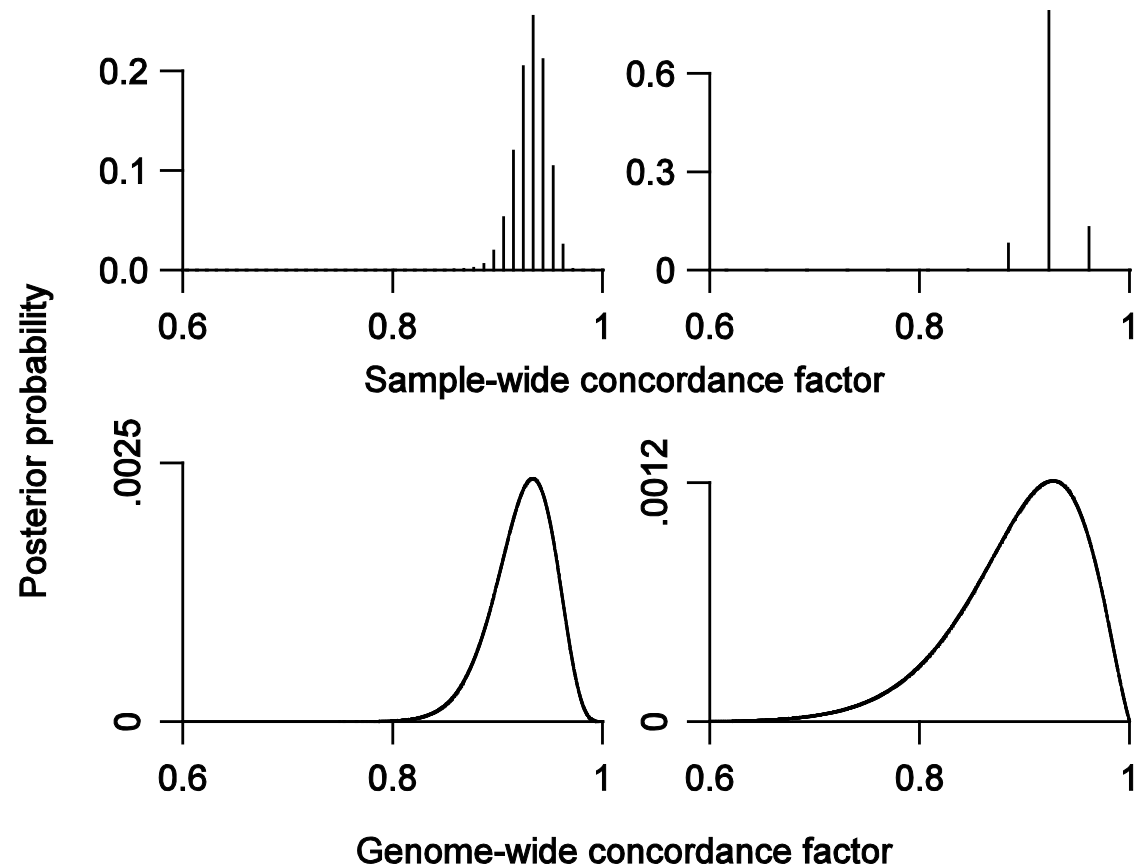 Posterior probability
0.2
0.1
0.0
0.6 0.8 1
0.6
0.3
0
0.6 0.8 1
Sample-wide concordance factor
.0025
0
0.6 0.8 1
.0012
0
0.6 0.8 1
Genome-wide concordance factor